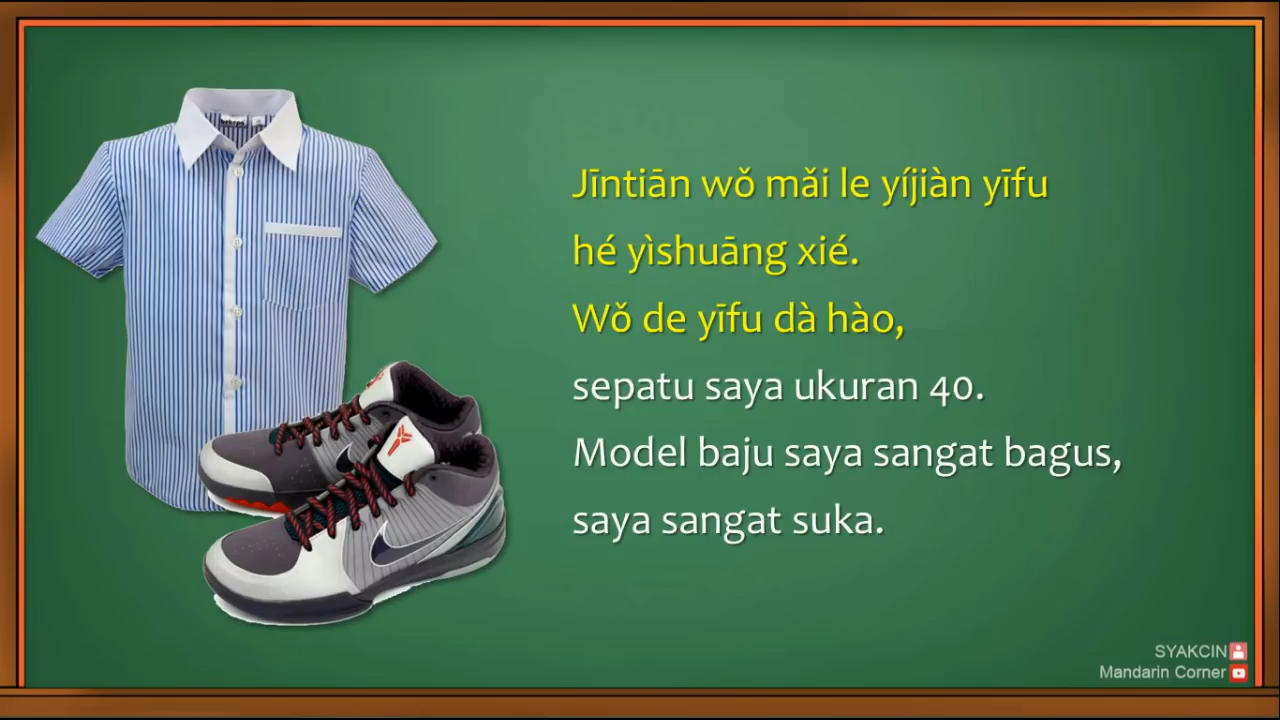 Jīntiān wǒ mǎi le yíjiàn yīfu
hé yìshuāng xié.
Wǒ de yīfu dà hào,
sepatu saya ukuran 40.
Model baju saya sangat bagus,
saya sangat suka.
SYAKCIN
Mandarin Corner